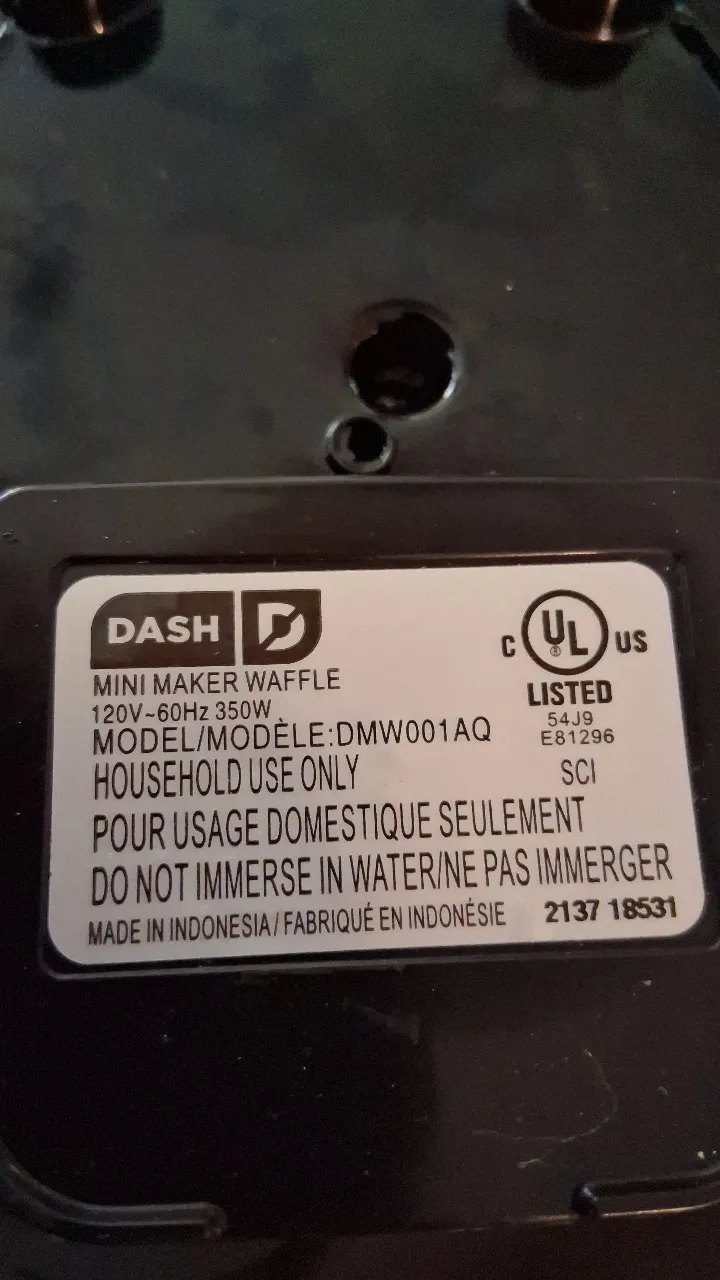 DASH D
MINI MAKER WAFFLE
120V~60Hz 350W
MODEL/MODÈLE:DMW001AQ
HOUSEHOLD USE ONLY
POUR USAGE DOMESTIQUE SEULEMENT
DO NOT IMMERSE IN WATER/NE PAS IMMERGER
MADE IN INDONESIA/FABRIQUÉ EN INDONÉSIE
2137 18531
C UL® US
LISTED
54J9
E81296
SCI